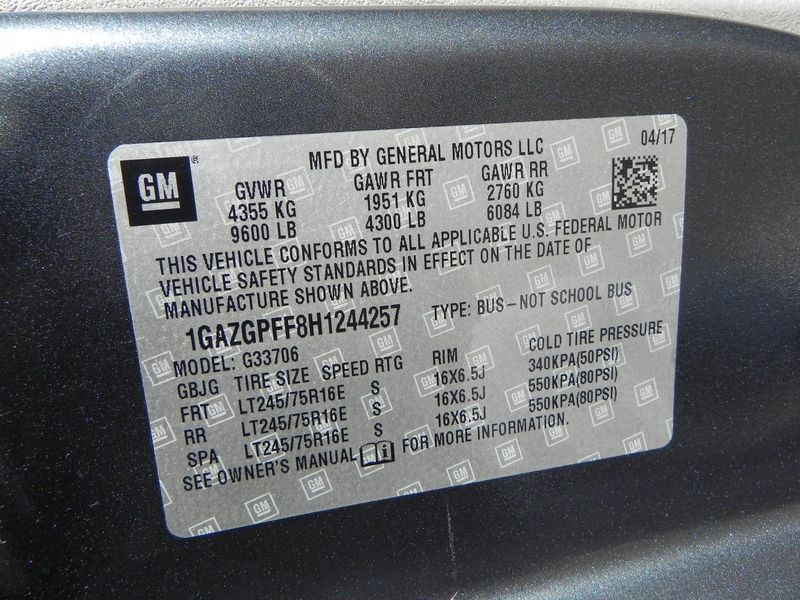 GM
MFD BY GENERAL MOTORS LLC
04/17
GVWR GAWR FRT GAWR RR
4355 KG 1951 KG 2760 KG
9600 LB 4300 LB 6084 LB
THIS VEHICLE CONFORMS TO ALL APPLICABLE U.S. FEDERAL MOTOR
VEHICLE SAFETY STANDARDS IN EFFECT ON THE DATE OF
MANUFACTURE SHOWN ABOVE.
1GAZGPFF8H1244257 TYPE: BUS-NOT SCHOOL BUS
MODEL: G33706
GBJG TIRE SIZE SPEED RTG RIM COLD TIRE PRESSURE
FRT LT245/75R16E S 16X6.5J 340KPA(50PSI)
RR LT245/75R16E S 16X6.5J 550KPA(80PSI)
SPA LT245/75R16E S 16X6.5J 550KPA(80PSI)
SEE OWNER'S MANUAL i FOR MORE INFORMATION.